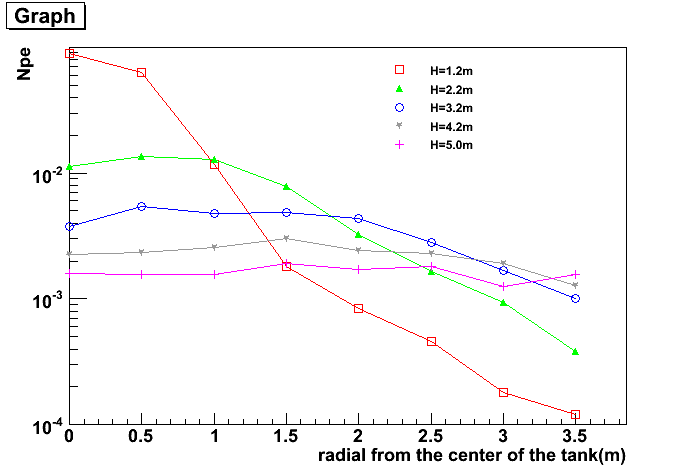 Graph
Npe
H=1.2m
H=2.2m
H=3.2m
H=4.2m
H=5.0m
10-2
10-3
10-4
0 0.5 1 1.5 2 2.5 3 3.5
radial from the center of the tank(m)